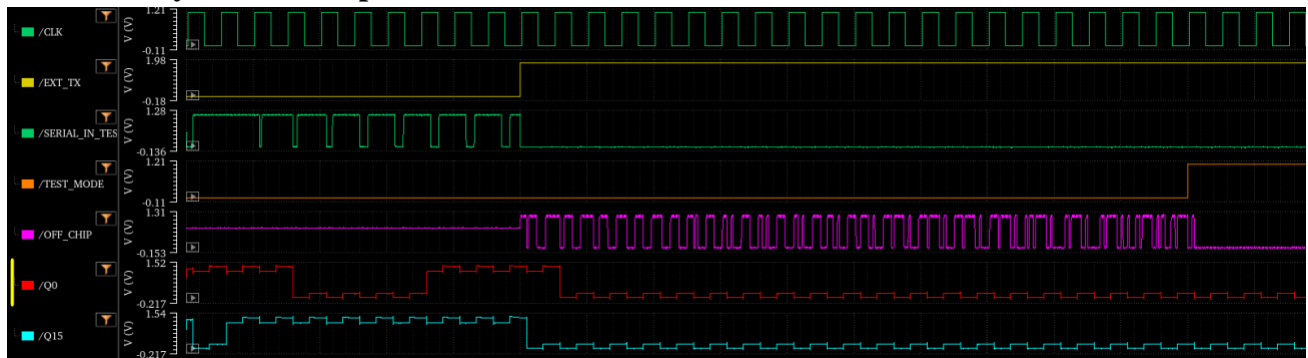 /CLK
V (V)
1.21
-0.11
/EXT_TX
V (V)
1.98
-0.18
/SERIAL_IN_TES
V (V)
1.28
-0.136
/TEST_MODE
V (V)
1.21
-0.11
/OFF_CHIP
V (V)
1.31
-0.153
/Q0
V (V)
1.52
-0.217
/Q15
V (V)
1.54
-0.217